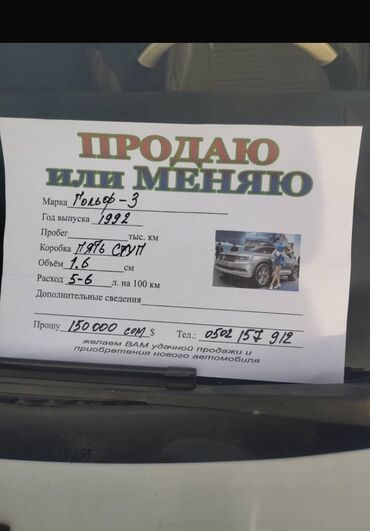 ПРОДАЮ
или МЕНЯЮ
Марка Гольф-3
Год выпуска 1992
Пробег_________тыс. км
Коробка ПЯТЬ СТУП
Объём 1.6 см
Расход 5-6 л. на 100 км
Дополнительные сведения
Прошу 150 000 сом $ Тел.: 0502 157 912
желаем ВАМ удачной продажи и
приобретения нового автомобиля